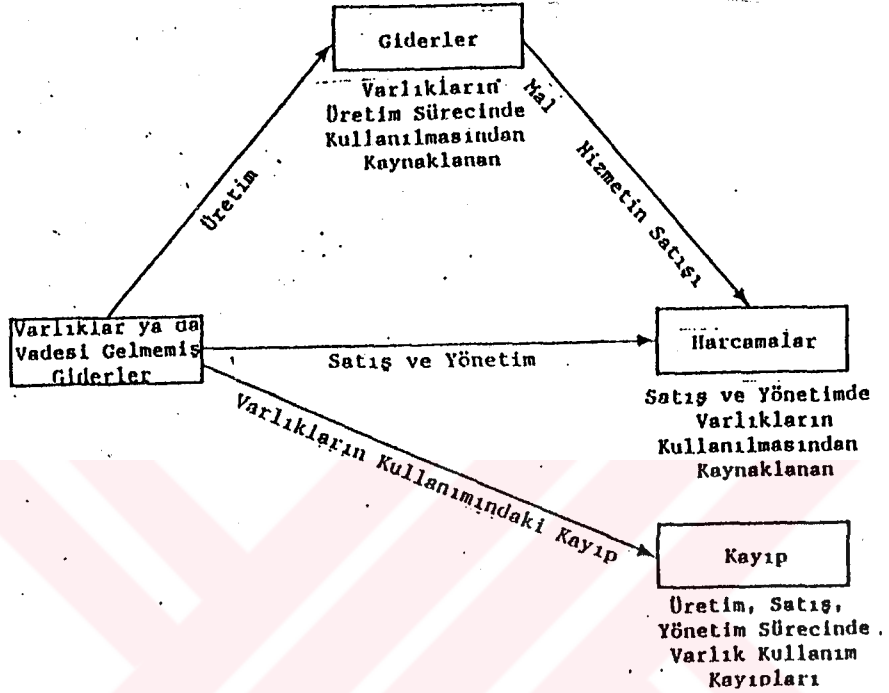 Giderler
Varlıkların
Üretim Sürecinde
Kullanılmasından
Kaynaklanan
Üretim
Mal
Hizmetin Satışı
Varlıklar ya da
Vadesi Gelmemiş
Giderler
Satış ve Yönetim
Harcamalar
Satış ve Yönetimde
Varlıkların
Kullanılmasından
Kaynaklanan
Varlıkların Kullanımındaki Kayıp
Kayıp
Üretim, Satış,
Yönetim Sürecinde
Varlık Kullanım
Kayıpları